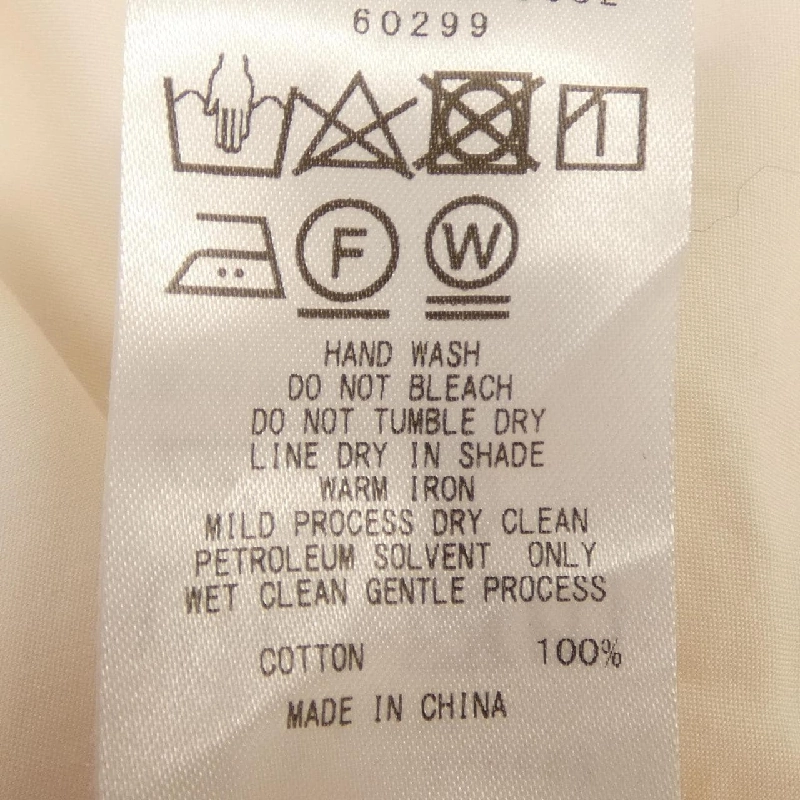 60299
F W
HAND WASH
DO NOT BLEACH
DO NOT TUMBLE DRY
LINE DRY IN SHADE
WARM IRON
MILD PROCESS DRY CLEAN
PETROLEUM SOLVENT ONLY
WET CLEAN GENTLE PROCESS
COTTON 100%
MADE IN CHINA